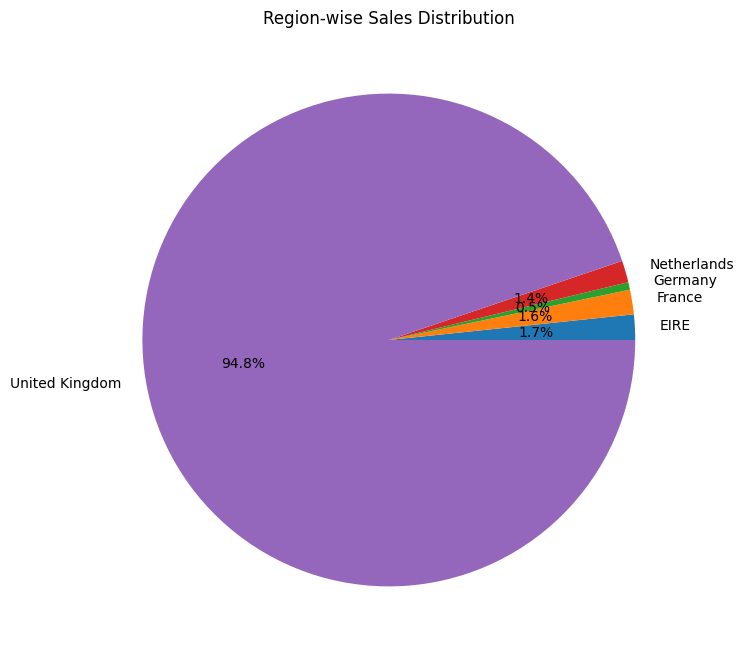 Region-wise Sales Distribution
Netherlands
Germany
France
EIRE
1.4%
0.5%
1.6%
1.7%
94.8%
United Kingdom